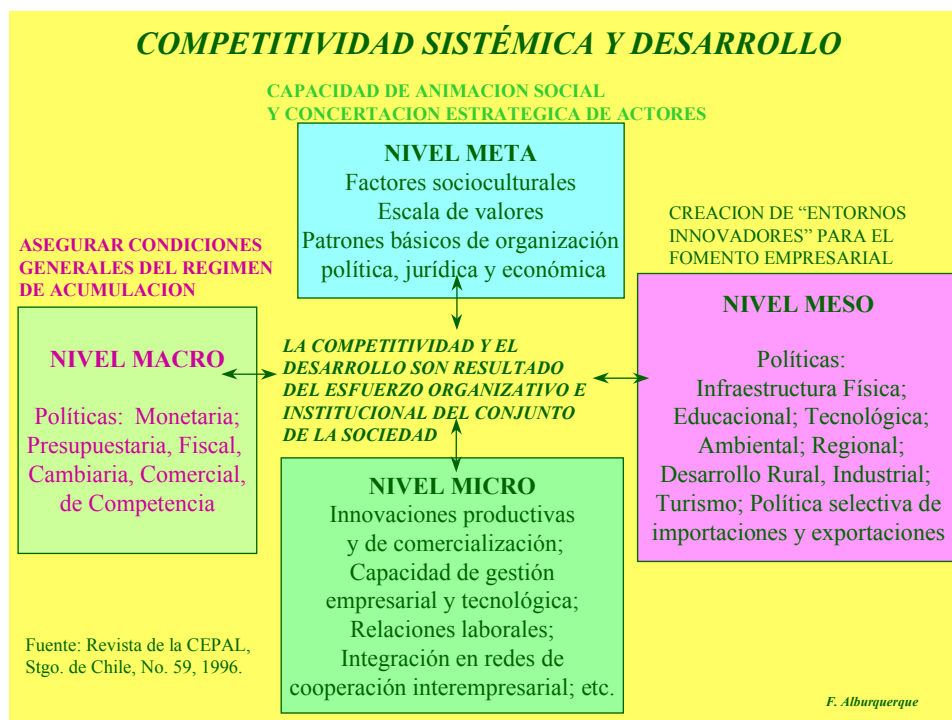 COMPETITIVIDAD SISTÉMICA Y DESARROLLO
CAPACIDAD DE ANIMACION SOCIAL
Y CONCERTACION ESTRATEGICA DE ACTORES
NIVEL META
Factores socioculturales
Escala de valores
Patrones básicos de organización
política, jurídica y económica
ASEGURAR CONDICIONES
GENERALES DEL REGIMEN
DE ACUMULACION
NIVEL MACRO
Políticas: Monetaria;
Presupuestaria, Fiscal,
Cambiaria, Comercial,
de Competencia
LA COMPETITIVIDAD Y EL
DESARROLLO SON RESULTADO
DEL ESFUERZO ORGANIZATIVO E
INSTITUCIONAL DEL CONJUNTO
DE LA SOCIEDAD
CREACION DE “ENTORNOS
INNOVADORES” PARA EL
FOMENTO EMPRESARIAL
NIVEL MESO
Políticas:
Infraestructura Física;
Educacional; Tecnológica;
Ambiental; Regional;
Desarrollo Rural, Industrial;
Turismo; Política selectiva de
importaciones y exportaciones
NIVEL MICRO
Innovaciones productivas
y de comercialización;
Capacidad de gestión
empresarial y tecnológica;
Relaciones laborales;
Integración en redes de
cooperación interempresarial; etc.
Fuente: Revista de la CEPAL,
Stgo. de Chile, No. 59, 1996.
F. Alburquerque